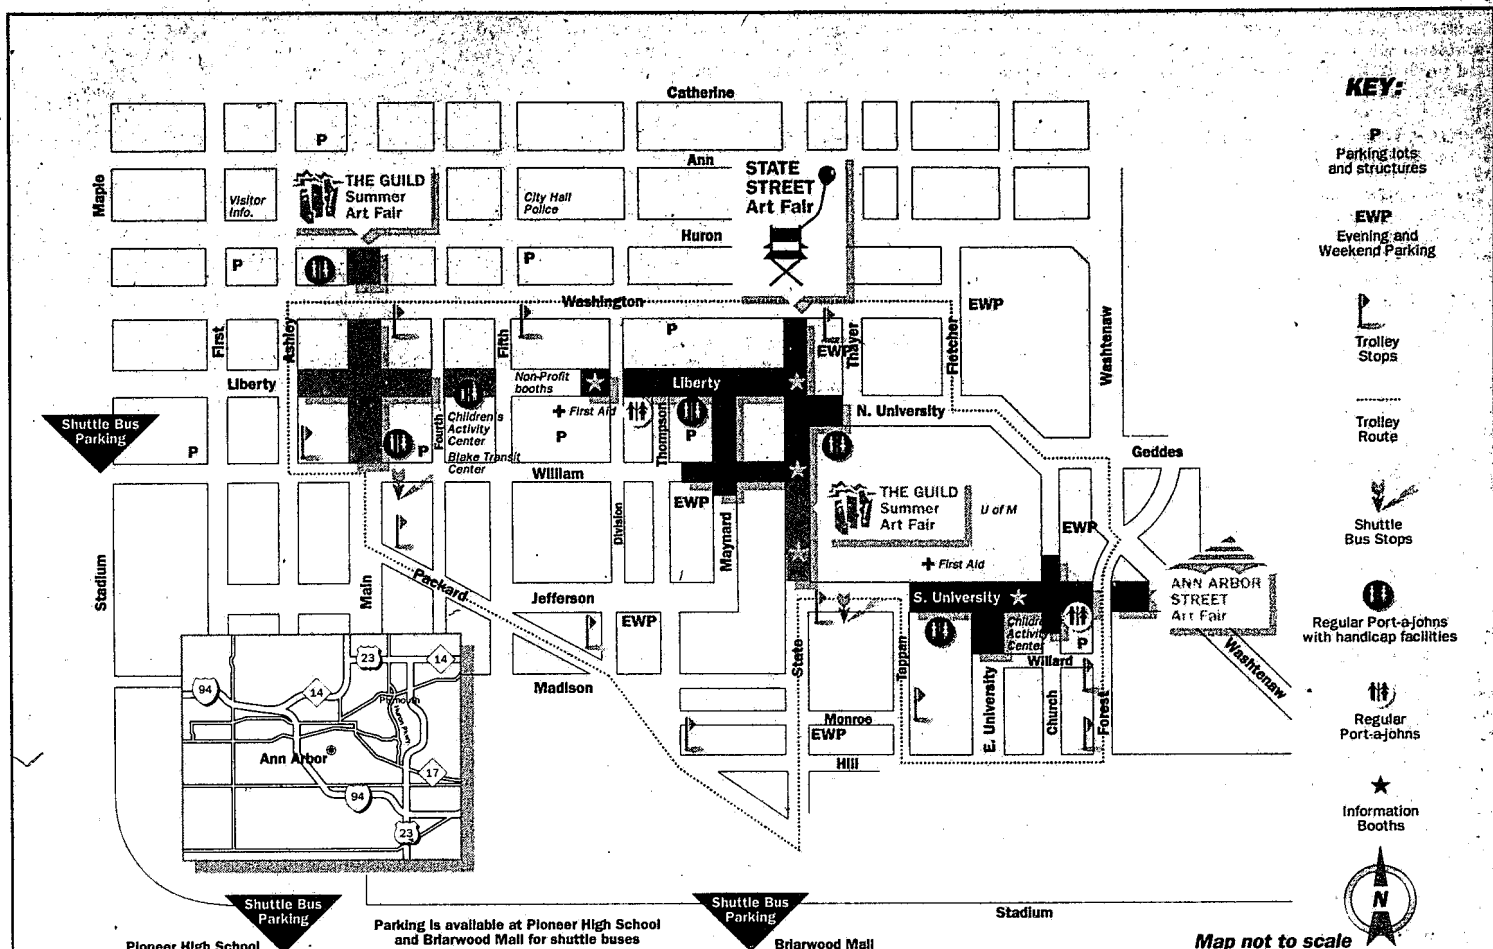 Catherine
KEY:
P
Parking lots
and structures
EWP
Evening and
Weekend Parking
Trolley
Stops
Trolley
Route
Shuttle
Bus Stops
Regular Port-a-johns
with handicap facilities
Regular
Port-a-johns
Information
Booths
N
Map not to scale
P
Ann
Maple
Visitor
Info.
THE GUILD
Summer
Art Fair
City Hall
Police
STATE
STREET
Art Fair
Huron
P
P
Washington
EWP
First
Ashley
Fifth
P
EWP
Thayer
Fletcher
Washtenaw
Liberty
Non-Profit
booths
Liberty
Shuttle Bus
Parking
P
P
Fourth
Children's
Activity
Center
Blake Transit
Center
First Aid
P
Thompson
P
N. University
Geddes
William
EWP
Division
Maynard
THE GUILD
Summer
Art Fair
U of M
EWP
First Aid
Stadium
Main
Packard
Jefferson
EWP
S. University
Children's
Activity
Center
P
ANN ARBOR
STREET
Art Fair
Willard
Washtenaw
Madison
State
Tappan
E. University
Church
Forest
Monroe
EWP
Hill
23
14
94
14
Plymouth
Ann Arbor
17
94
23
Shuttle Bus
Parking
Pioneer High School
Parking is available at Pioneer High School
and Briarwood Mall for shuttle buses
Shuttle Bus
Parking
Briarwood Mall
Stadium